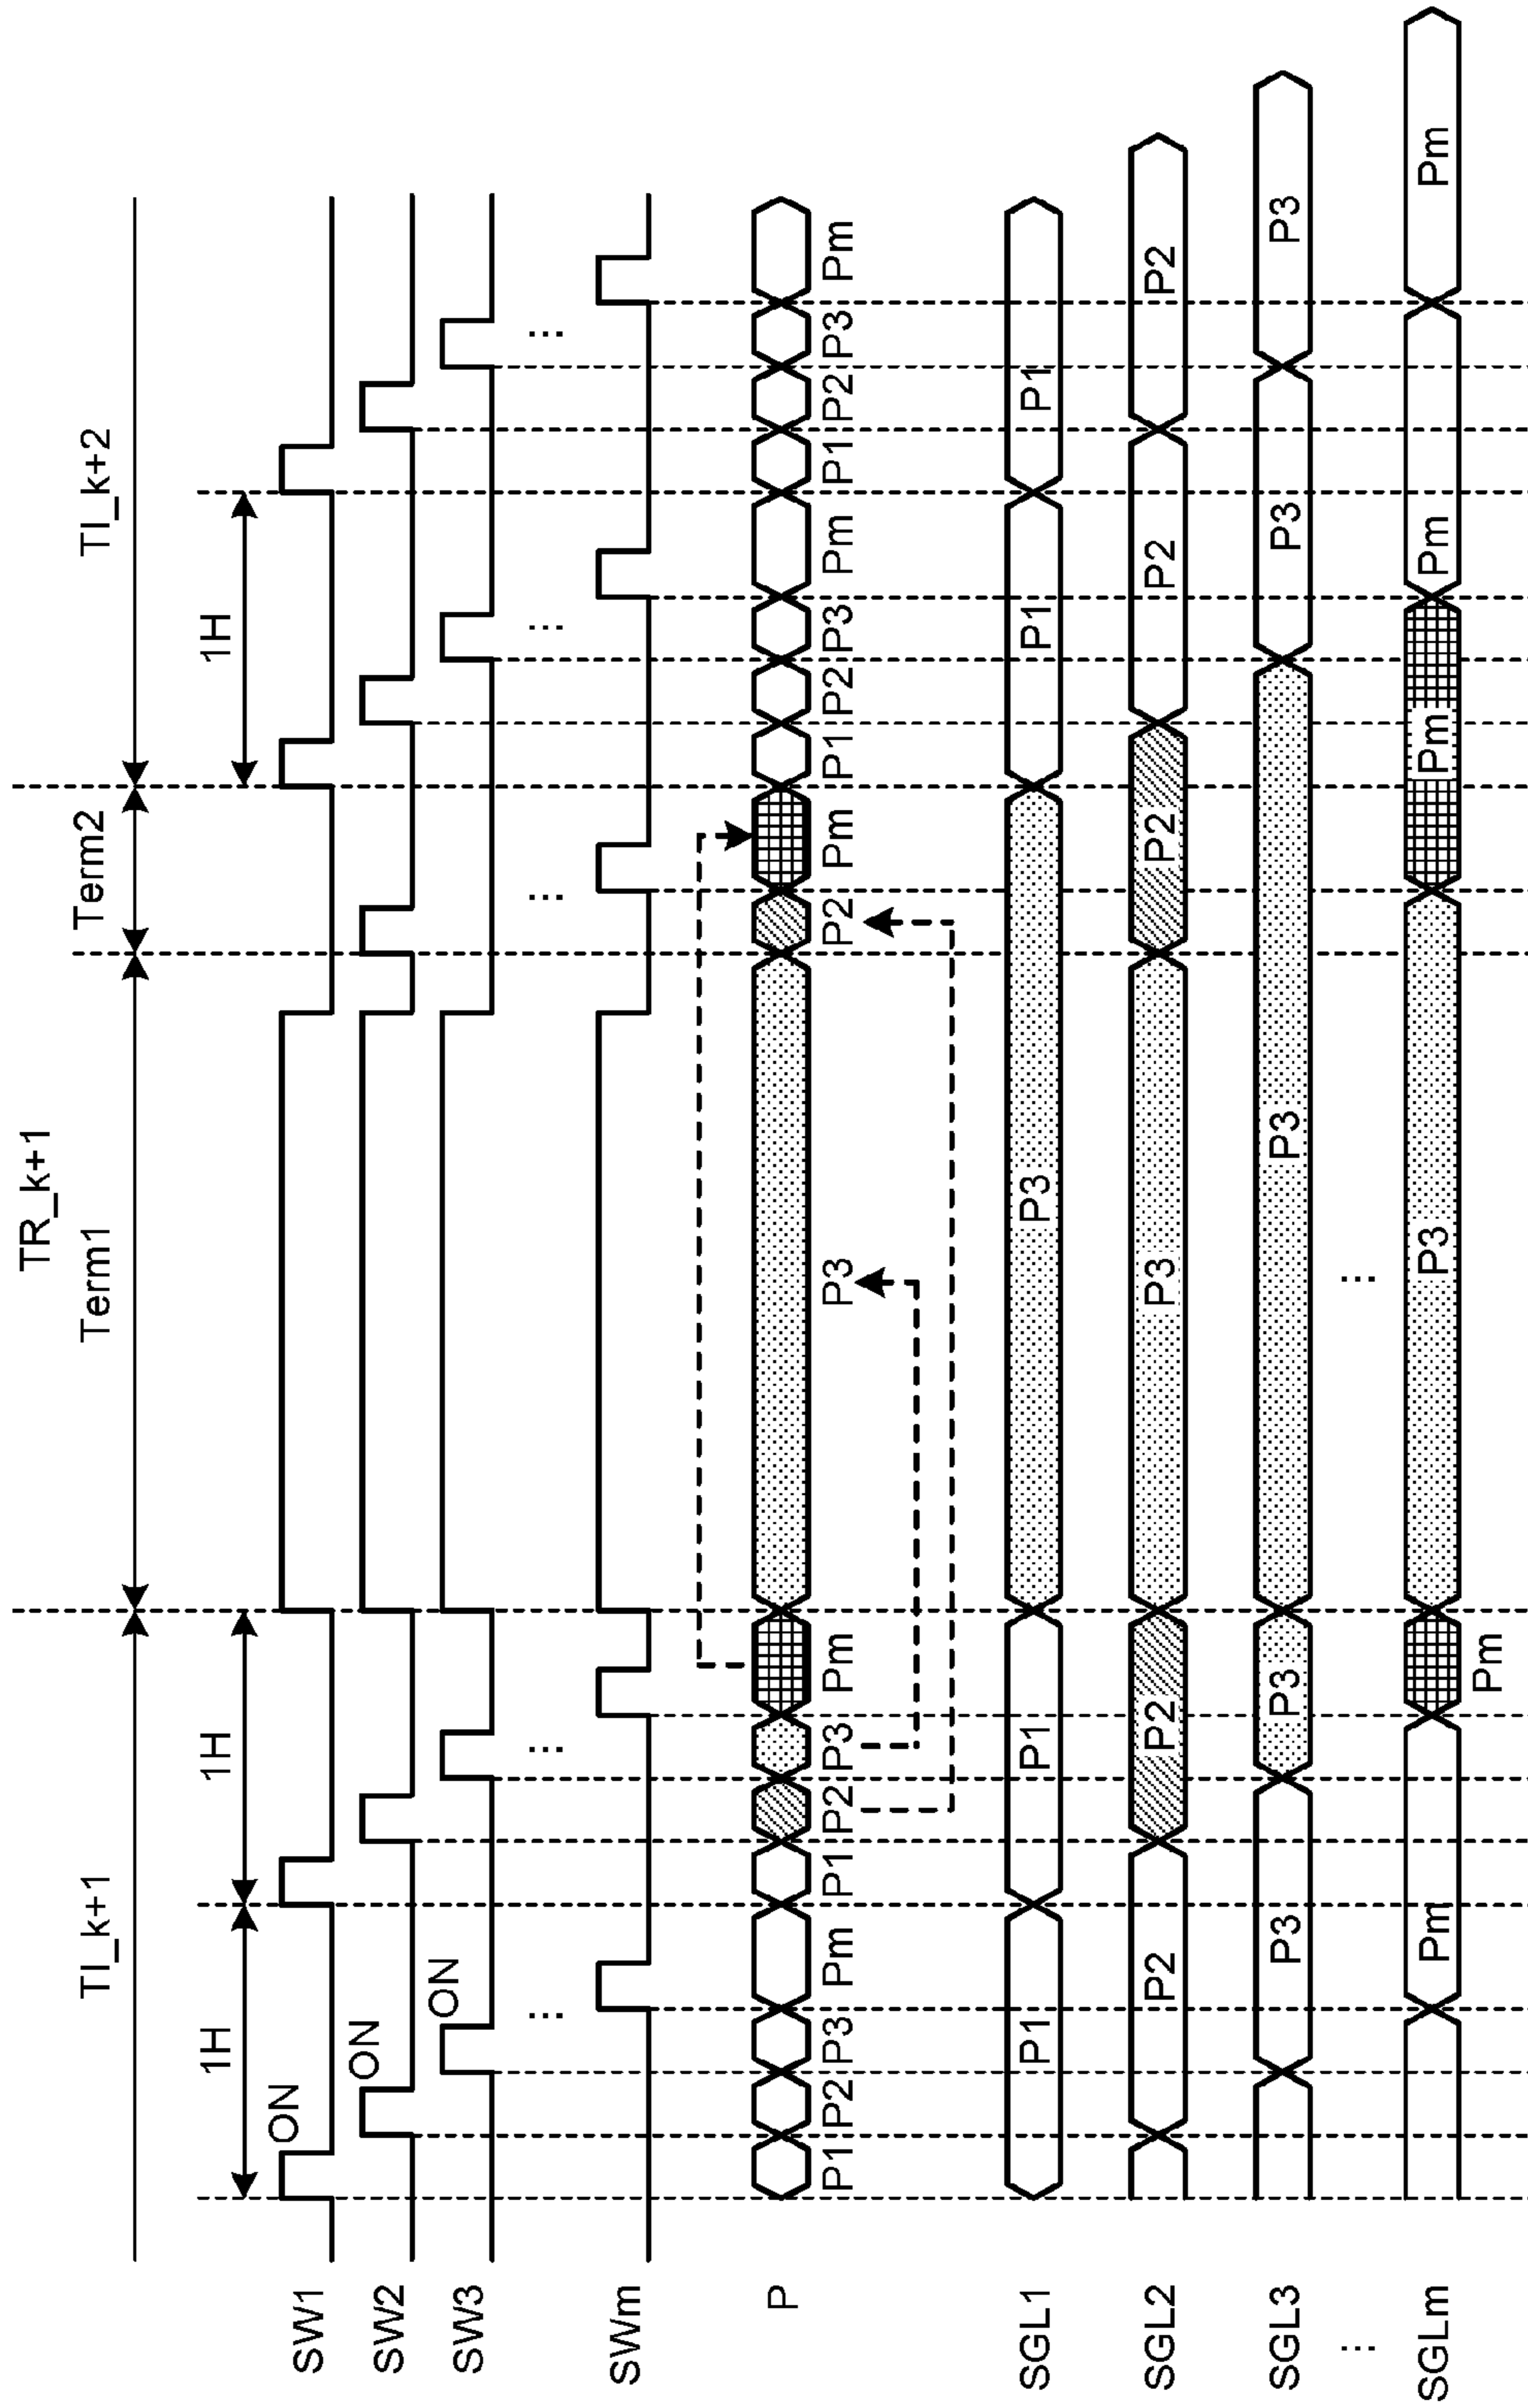 TR_k+1
TI_k+1 Term1 Term2 TI_k+2
1H 1H 1H
SW1 ON
SW2 ON
SW3 ON
... ... ... ... ...
SWm
P
P1 P2 P3 Pm P1 P2 P3 Pm P3 P2 Pm P1 P2 P3 Pm P1 P2 P3 Pm
SGL1 P1 P1 P3 P1 P1
SGL2 P2 P2 P3 P2 P2 P2
SGL3 P3 P3 P3 P3 P3
... ...
SGLm Pm Pm P3 Pm Pm Pm